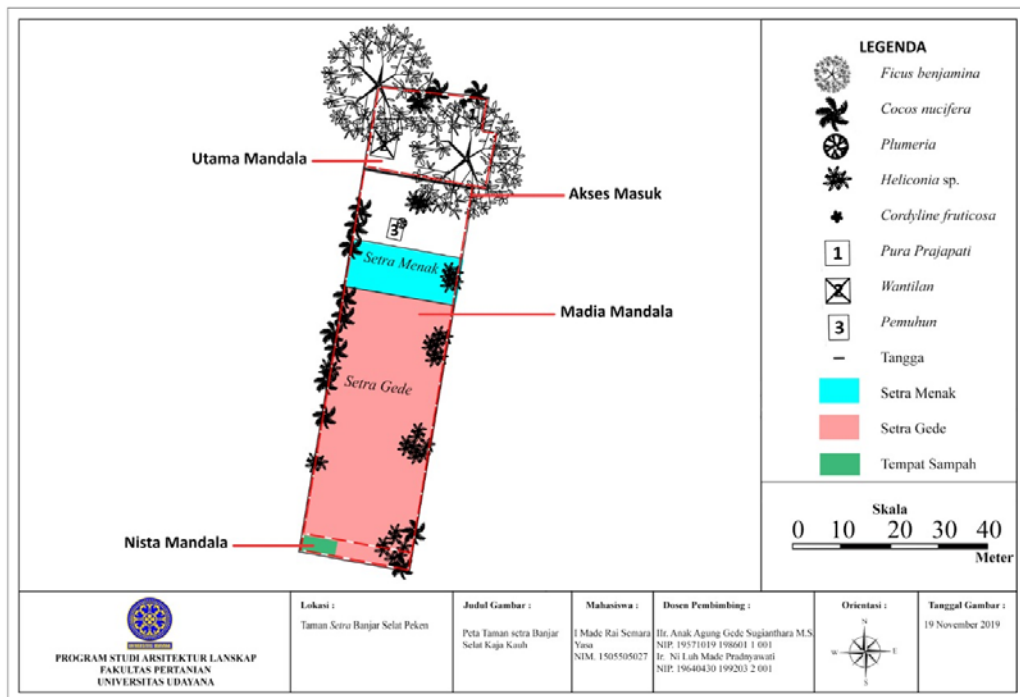 LEGENDA
Ficus benjamina
Cocos nucifera
Plumeria
Heliconia sp.
Cordyline fruticosa
1
Pura Prajapati
2
Wantilan
3
Pemuhun
Tangga
Setra Menak
Setra Gede
Tempat Sampah
1
2
Utama Mandala
Akses Masuk
3
Setra Menak
Madia Mandala
Setra Gede
Nista Mandala
Skala
0 10 20 30 40
Meter
PROGRAM STUDI ARSITEKTUR LANSKAP
FAKULTAS PERTANIAN
UNIVERSITAS UDAYANA
Lokasi :
Taman Setra Banjar Selat Peken
Judul Gambar :
Peta Taman setra Banjar
Selat Kaja Kauh
Mahasiswa :
I Made Rai Semara
Yasa
NIM. 1505505027
Dosen Pembimbing :
IIr. Anak Agung Gede Sugianthara M.S.
NIP. 19571019 198601 1 001
Ir. Ni Luh Made Pradnyawati
NIP. 19640430 199203 2 001
Orientasi :
N
W E
S
Tanggal Gambar :
19 November 2019